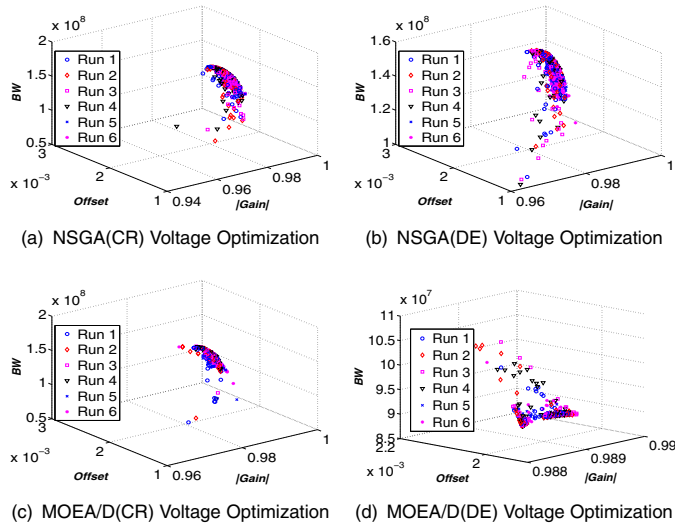 x 10^8
2
1.5
1
0.5
BW
Run 1
Run 2
Run 3
Run 4
Run 5
Run 6
3
2
1
x 10^-3
Offset
0.94
0.96
0.98
1
|Gain|
(a) NSGA(CR) Voltage Optimization
x 10^8
1.6
1.4
1.2
1
BW
Run 1
Run 2
Run 3
Run 4
Run 5
Run 6
3
2
1
x 10^-3
Offset
0.96
0.98
1
|Gain|
(b) NSGA(DE) Voltage Optimization
x 10^8
2
1.5
1
0.5
BW
Run 1
Run 2
Run 3
Run 4
Run 5
Run 6
3
2
1
x 10^-3
Offset
0.96
0.98
1
|Gain|
(c) MOEA/D(CR) Voltage Optimization
x 10^7
11
10.5
10
9.5
9
8.5
BW
Run 1
Run 2
Run 3
Run 4
Run 5
Run 6
2.2
2
x 10^-3
Offset
0.988
0.989
0.99
|Gain|
(d) MOEA/D(DE) Voltage Optimization